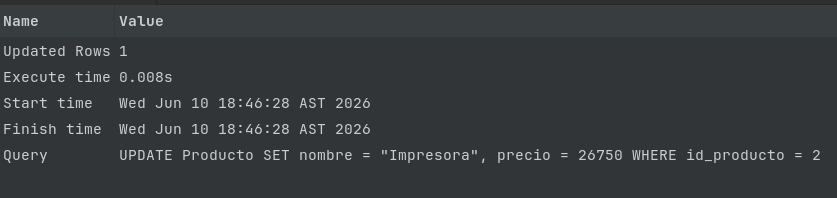 Name Value
Updated Rows 1
Execute time 0.008s
Start time Wed Jun 10 18:46:28 AST 2026
Finish time Wed Jun 10 18:46:28 AST 2026
Query UPDATE Producto SET nombre = "Impresora", precio = 26750 WHERE id_producto = 2